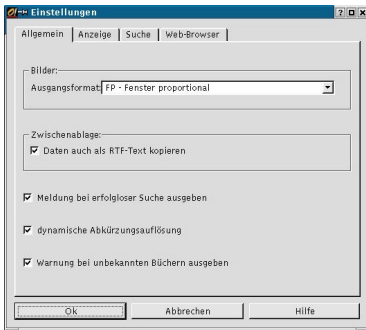 Einstellungen
Allgemein Anzeige Suche Web-Browser
Bilder:
Ausgangsformat: FP - Fenster proportional
Zwischenablage:
Daten auch als RTF-Text kopieren
Meldung bei erfolgloser Suche ausgeben
dynamische Abkürzungsauflösung
Warnung bei unbekannten Büchern ausgeben
Ok Abbrechen Hilfe